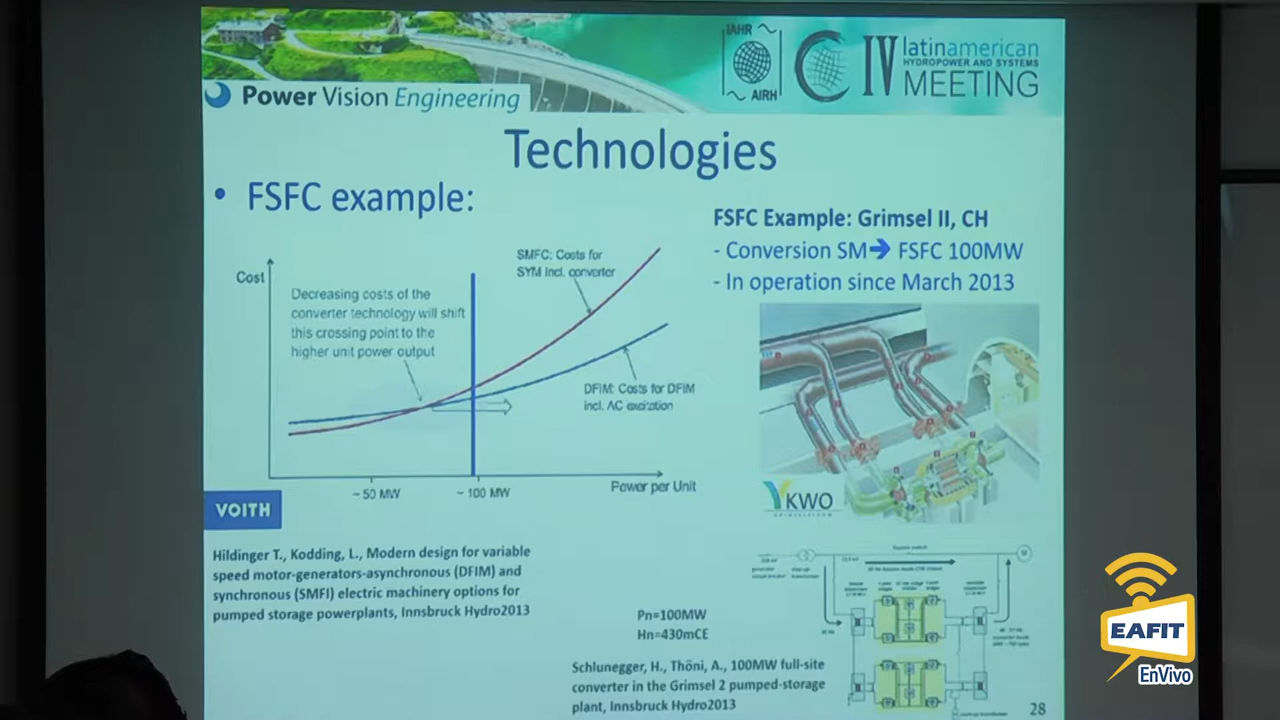 IAHR
AIRH
IV
latinamerican
HYDROPOWER AND SYSTEMS
MEETING
Power Vision Engineering
Technologies
• FSFC example:
Cost
Decreasing costs of the
converter technology will shift
this crossing point to the
higher unit power output
SMFC: Costs for
SYM incl. converter
DFIM: Costs for DFIM
incl. AC excitation
~ 50 MW
~ 100 MW
Power per Unit
VOITH
Hildinger T., Kodding, L., Modern design for variable
speed motor-generators-asynchronous (DFIM) and
synchronous (SMFI) electric machinery options for
pumped storage powerplants, Innsbruck Hydro2013
FSFC Example: Grimsel II, CH
- Conversion SM➔ FSFC 100MW
- In operation since March 2013
KWO
Pn=100MW
Hn=430mCE
Schlunegger, H., Thöni, A., 100MW full-site
converter in the Grimsel 2 pumped-storage
plant, Innsbruck Hydro2013
28
EAFIT
EnVivo